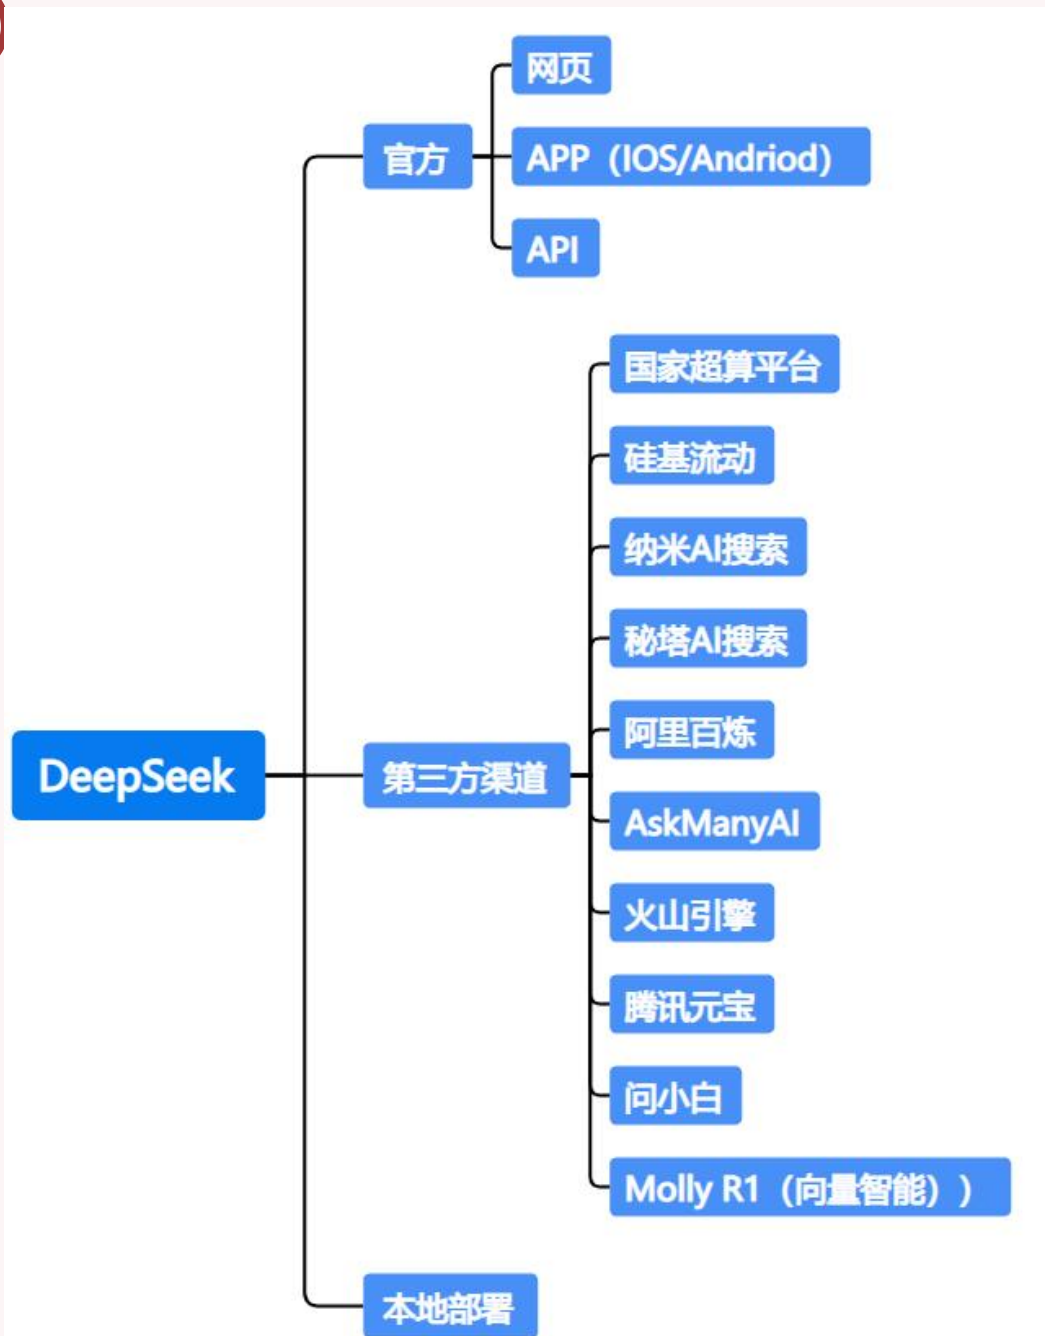 网页
官方
APP（IOS/Andriod）
API
国家超算平台
硅基流动
纳米AI搜索
秘塔AI搜索
阿里百炼
DeepSeek
第三方渠道
AskManyAI
火山引擎
腾讯元宝
问小白
Molly R1（向量智能））
本地部署